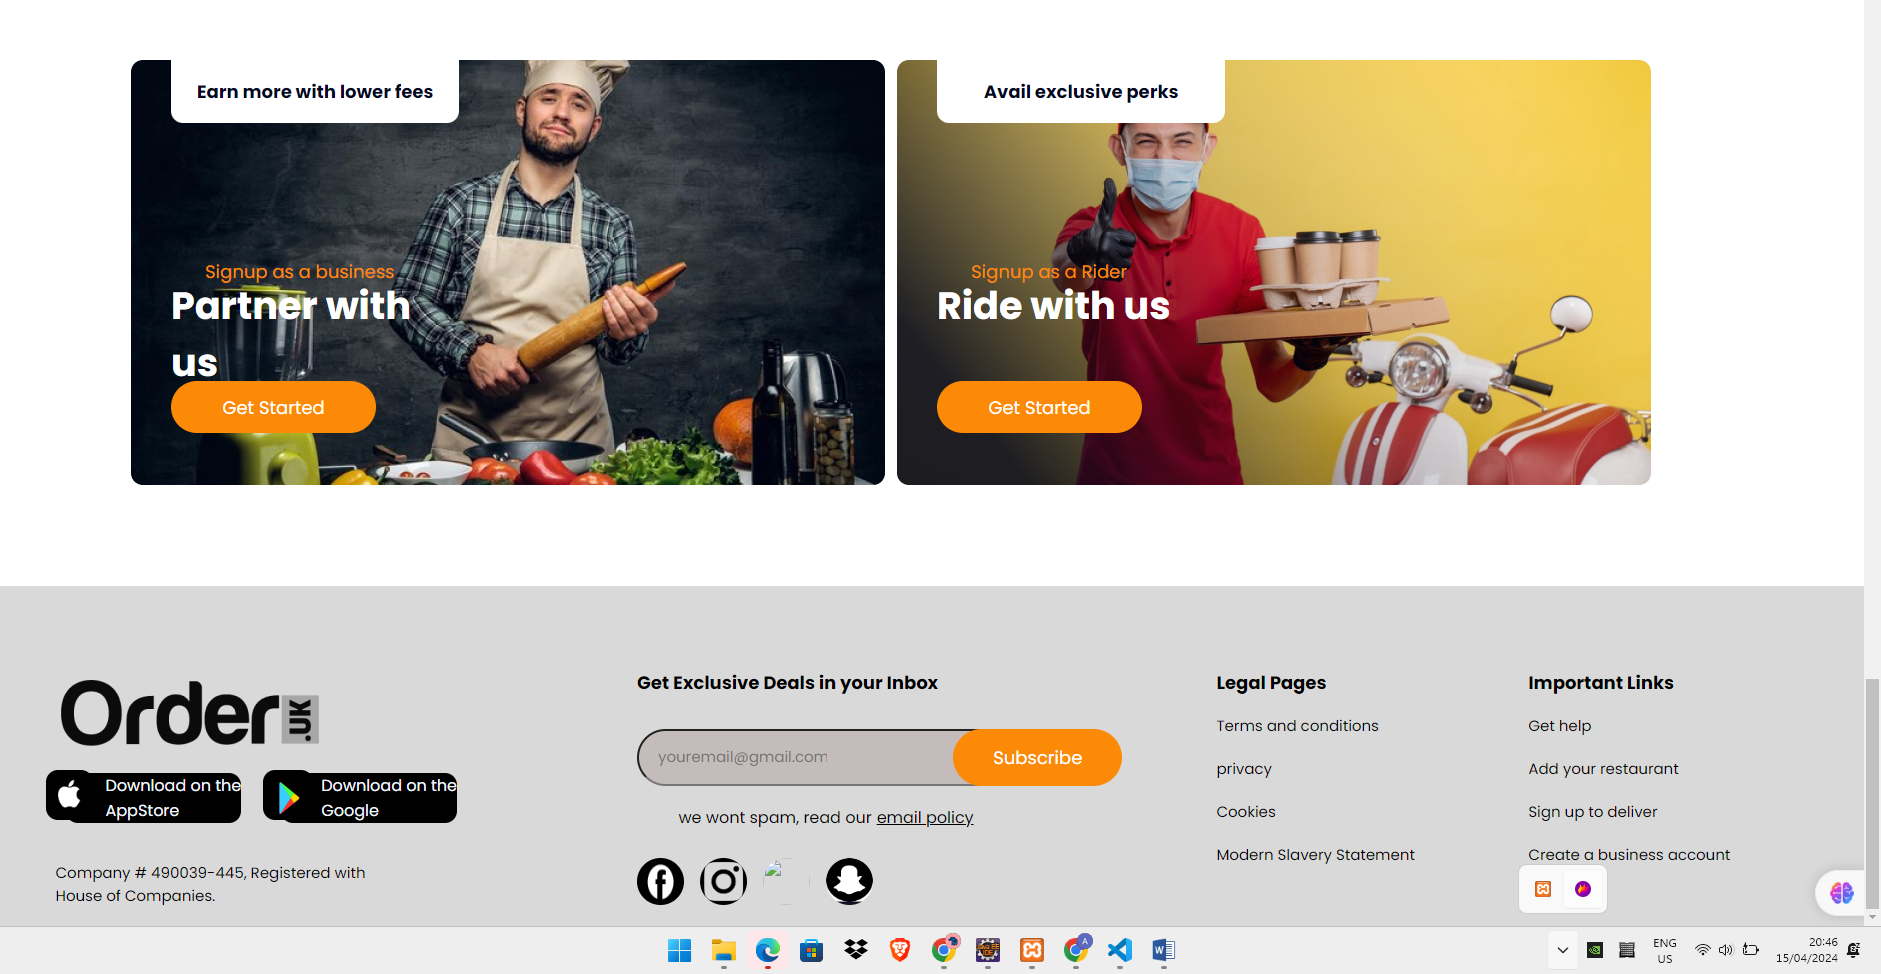 Earn more with lower fees
Signup as a business
Partner with
us
Get Started
Avail exclusive perks
Signup as a Rider
Ride with us
Get Started
Order.UK
Download on the
AppStore
Download on the
Google
Company # 490039-445, Registered with
House of Companies.
Get Exclusive Deals in your Inbox
youremail@gmail.com
Subscribe
we wont spam, read our email policy
Legal Pages
Terms and conditions
privacy
Cookies
Modern Slavery Statement
Important Links
Get help
Add your restaurant
Sign up to deliver
Create a business account
A
ENG
US
20:46
15/04/2024